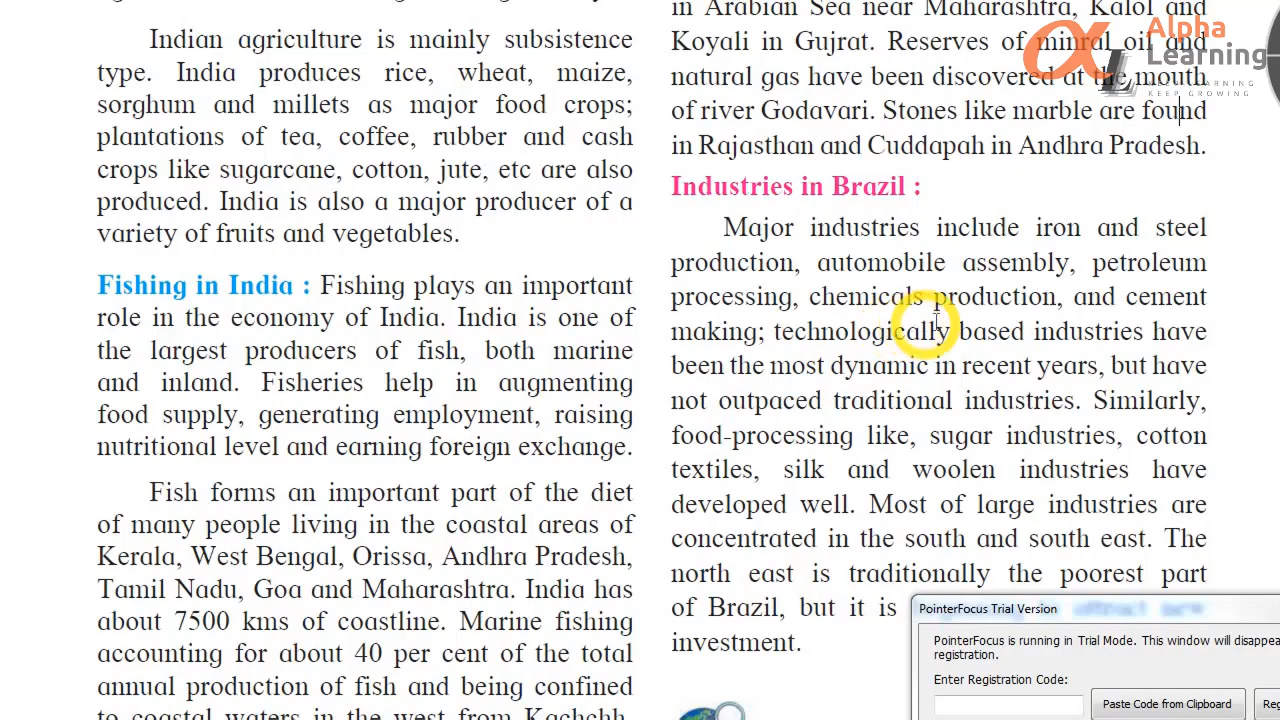 Indian agriculture is mainly subsistence
type. India produces rice, wheat, maize,
sorghum and millets as major food crops;
plantations of tea, coffee, rubber and cash
crops like sugarcane, cotton, jute, etc are also
produced. India is also a major producer of a
variety of fruits and vegetables.
Fishing in India : Fishing plays an important
role in the economy of India. India is one of
the largest producers of fish, both marine
and inland. Fisheries help in augmenting
food supply, generating employment, raising
nutritional level and earning foreign exchange.
Fish forms an important part of the diet
of many people living in the coastal areas of
Kerala, West Bengal, Orissa, Andhra Pradesh,
Tamil Nadu, Goa and Maharashtra. India has
about 7500 kms of coastline. Marine fishing
accounting for about 40 per cent of the total
annual production of fish and being confined
to coastal waters in the west from Kachchh,
in Arabian Sea near Maharashtra, Kalol and
Koyali in Gujrat. Reserves of minral oil and
natural gas have been discovered at the mouth
of river Godavari. Stones like marble are found
in Rajasthan and Cuddapah in Andhra Pradesh.
Industries in Brazil :
Major industries include iron and steel
production, automobile assembly, petroleum
processing, chemicals production, and cement
making; technologically based industries have
been the most dynamic in recent years, but have
not outpaced traditional industries. Similarly,
food-processing like, sugar industries, cotton
textiles, silk and woolen industries have
developed well. Most of large industries are
concentrated in the south and south east. The
north east is traditionally the poorest part
of Brazil, but it is
investment.
Alpha
Learning
KEEP LEARNING
KEEP GROWING
PointerFocus Trial Version
PointerFocus is running in Trial Mode. This window will disappea
registration.
Enter Registration Code:
Paste Code from Clipboard
Reg